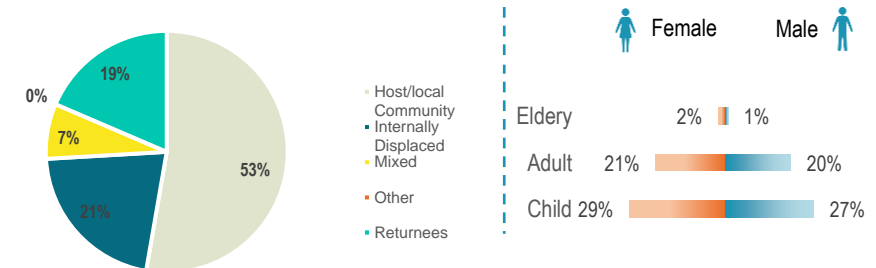 19%
0%
7%
21%
53%
Host/local
Community
Internally
Displaced
Mixed
Other
Returnees
Female Male
Eldery 2% 1%
Adult 21% 20%
Child 29% 27%